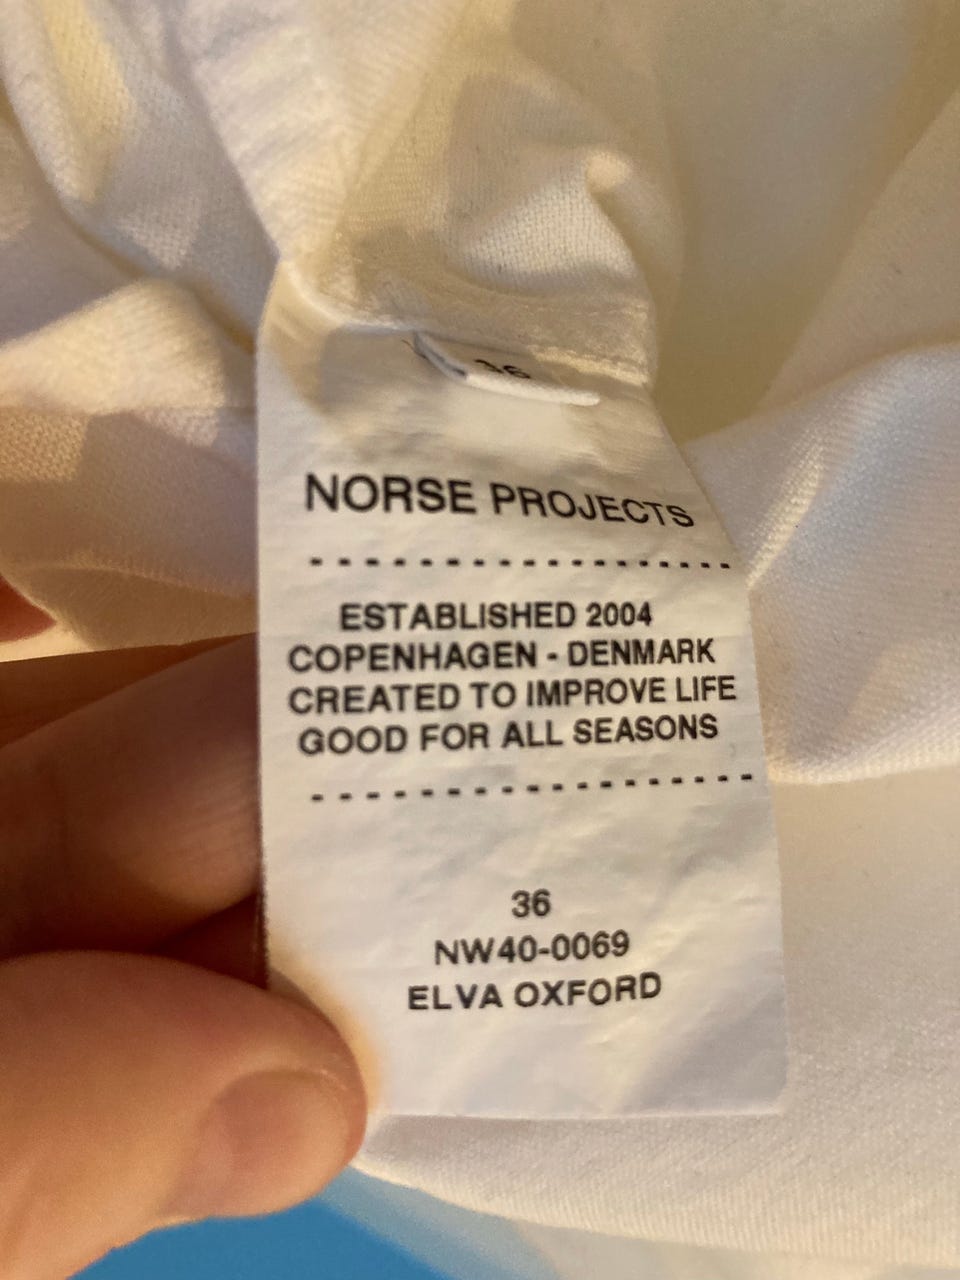 36
NORSE PROJECTS
ESTABLISHED 2004
COPENHAGEN - DENMARK
CREATED TO IMPROVE LIFE
GOOD FOR ALL SEASONS
36
NW40-0069
ELVA OXFORD